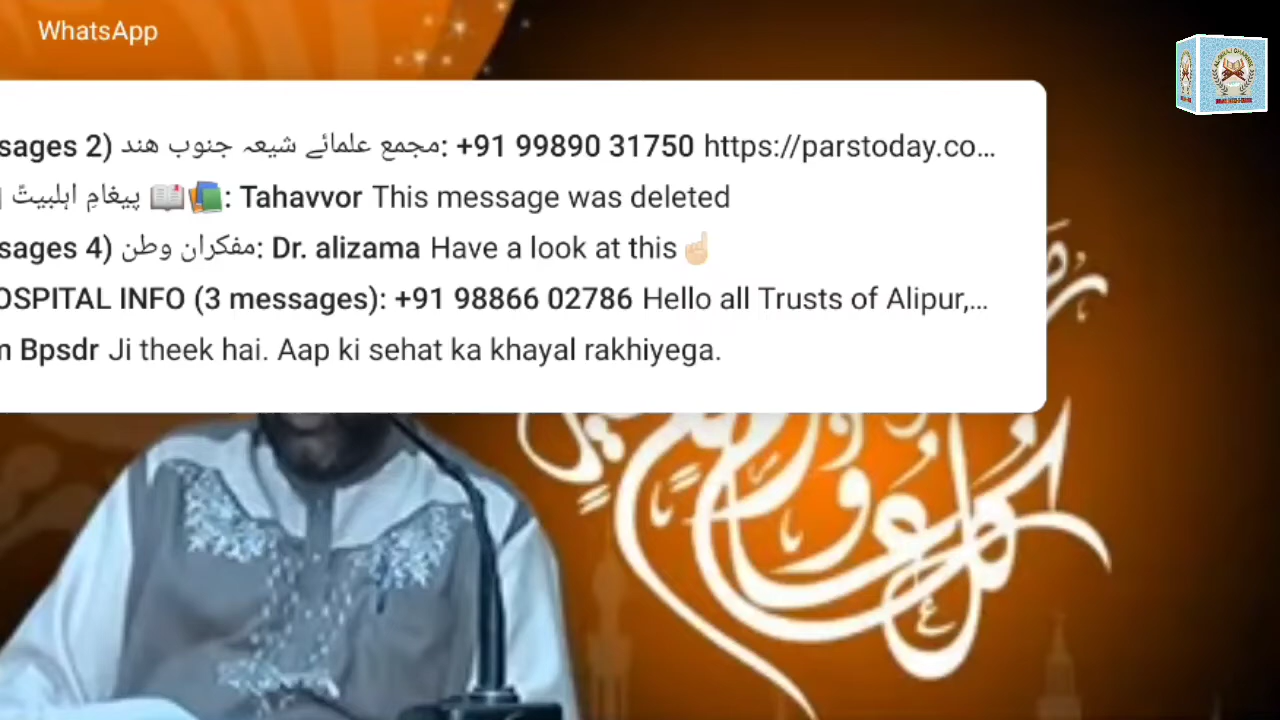 WhatsApp
sages 2) مجمع علمائے شیعہ جنوب ھند: +91 99890 31750 https://parstoday.co...
پیغامِ اہلبیتؑ 📖📚: Tahavvor This message was deleted
sages 4) مفکران وطن: Dr. alizama Have a look at this☝🏻
OSPITAL INFO (3 messages): +91 98866 02786 Hello all Trusts of Alipur,...
n Bpsdr Ji theek hai. Aap ki sehat ka khayal rakhiyega.